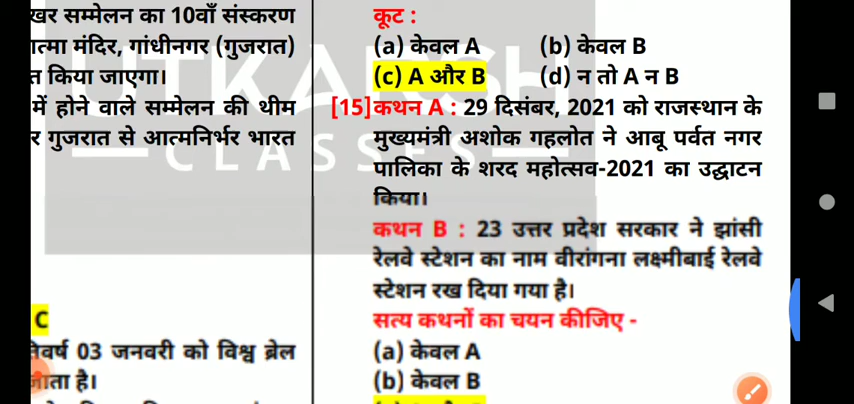 खर सम्मेलन का 10वाँ संस्करण
ात्मा मंदिर, गांधीनगर (गुजरात)
त किया जाएगा।
में होने वाले सम्मेलन की थीम
र गुजरात से आत्मनिर्भर भारत
C
03 जनवरी को विश्व ब्रेल
जाता है।
कूट :
(a) केवल A (b) केवल B
(c) A और B (d) न तो A न B
[15] कथन A : 29 दिसंबर, 2021 को राजस्थान के
मुख्यमंत्री अशोक गहलोत ने आबू पर्वत नगर
पालिका के शरद महोत्सव-2021 का उद्घाटन
किया।
कथन B : 23 उत्तर प्रदेश सरकार ने झांसी
रेलवे स्टेशन का नाम वीरांगना लक्ष्मीबाई रेलवे
स्टेशन रख दिया गया है।
सत्य कथनों का चयन कीजिए -
(a) केवल A
(b) केवल B
UTKARSH
CLASSES